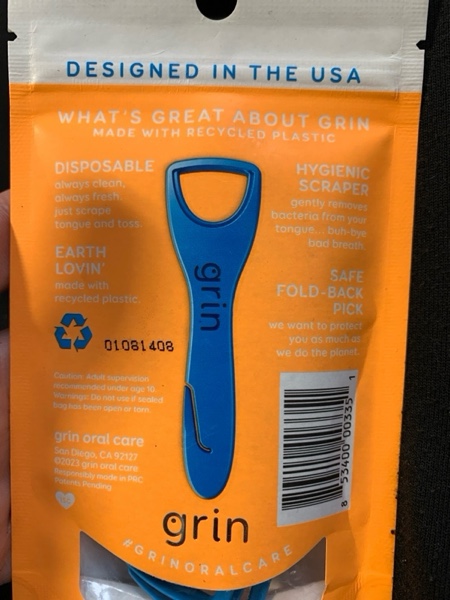 DESIGNED IN THE USA
WHAT'S GREAT ABOUT GRIN
MADE WITH RECYCLED PLASTIC
DISPOSABLE
always clean,
always fresh.
just scrape
tongue and toss.
EARTH
LOVIN'
made with
recycled plastic.
01081408
HYGIENIC
SCRAPER
gently removes
bacteria from your
tongue... buh-bye
bad breath.
SAFE
FOLD-BACK
PICK
we want to protect
you as much as
we do the planet.
grin
Caution: Adult supervision
recommended under age 10.
Warnings: Do not use if sealed
bag has been open or torn.
grin oral care
San Diego, CA 92127
©2023 grin oral care
Responsibly made in PRC
Patents Pending
8 53400 00335 1
grin
#GRINORALCARE